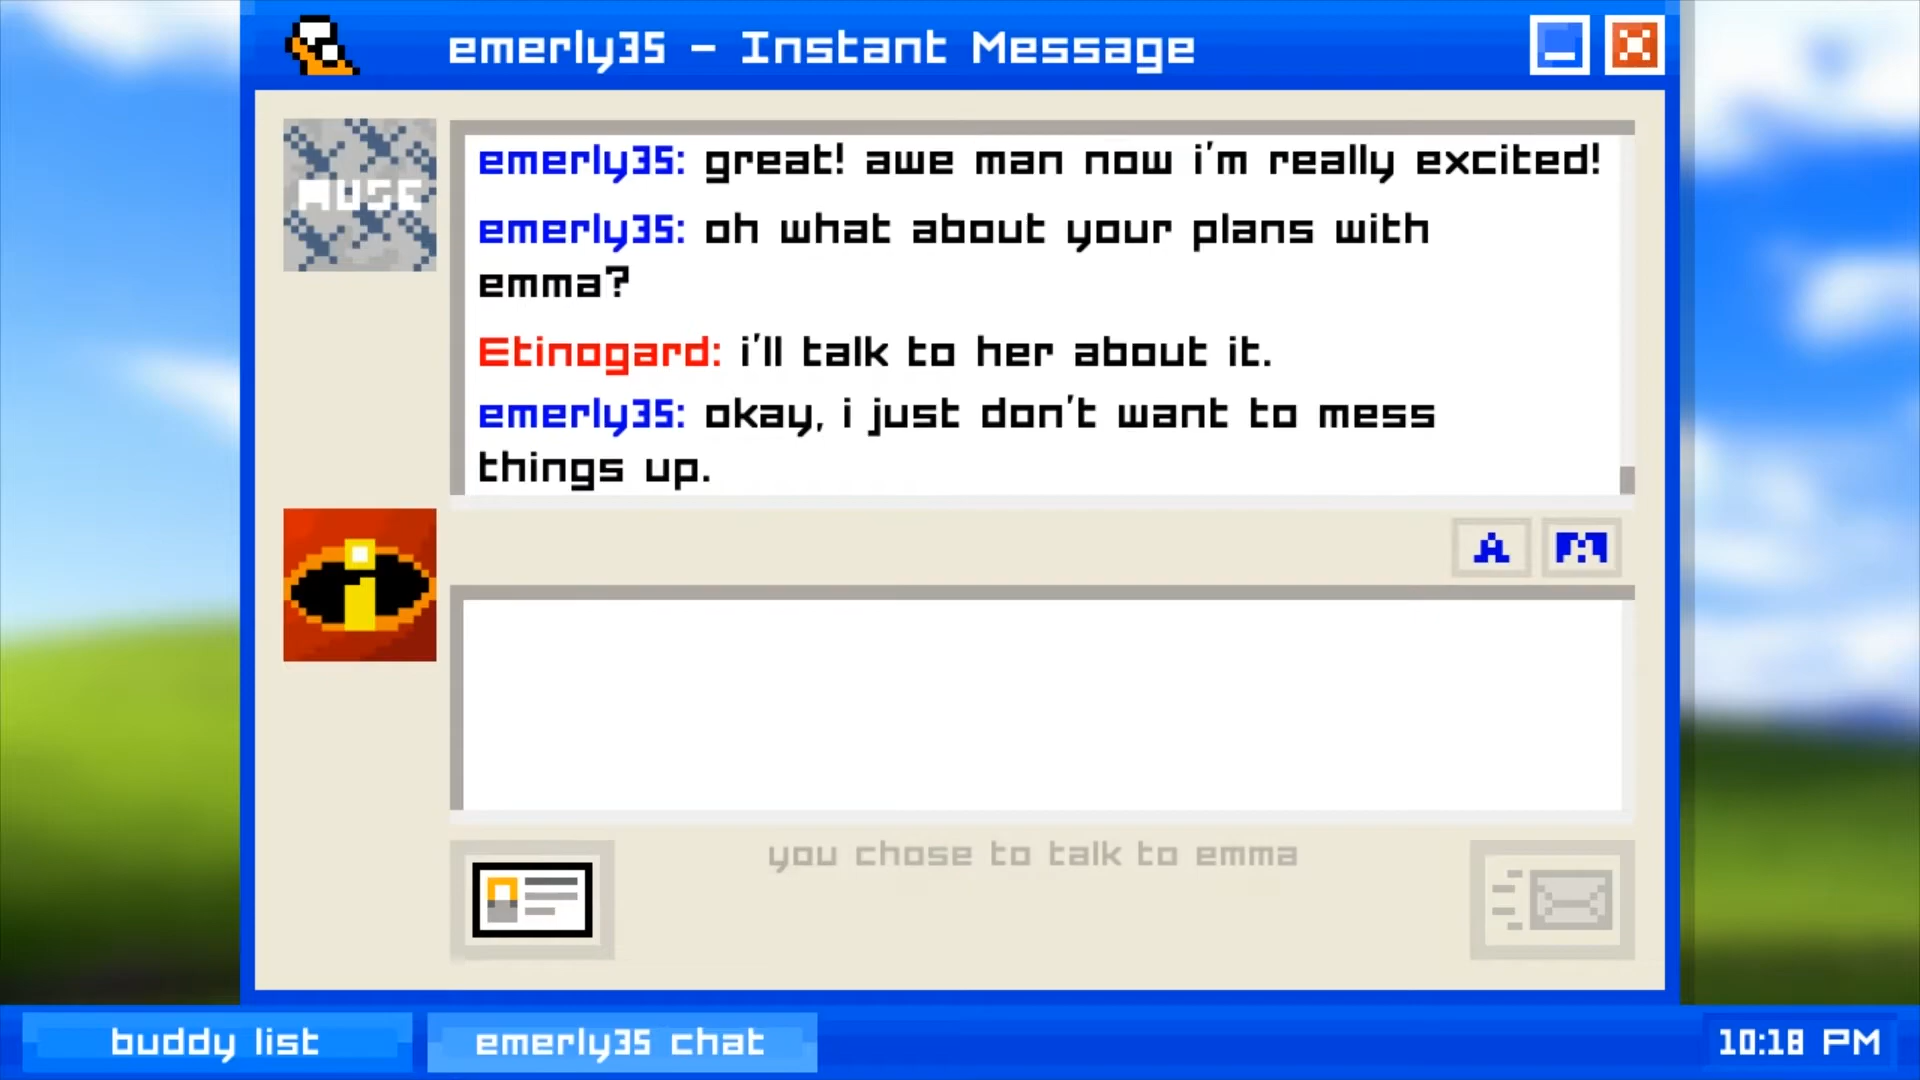 emerly35 - Instant Message
MUSE
emerly35: great! awe man now i'm really excited!
emerly35: oh what about your plans with
emma?
Etinogard: i'll talk to her about it.
emerly35: okay, i just don't want to mess
things up.
i
A
M
you chose to talk to emma
buddy list
emerly35 chat
10:18 PM